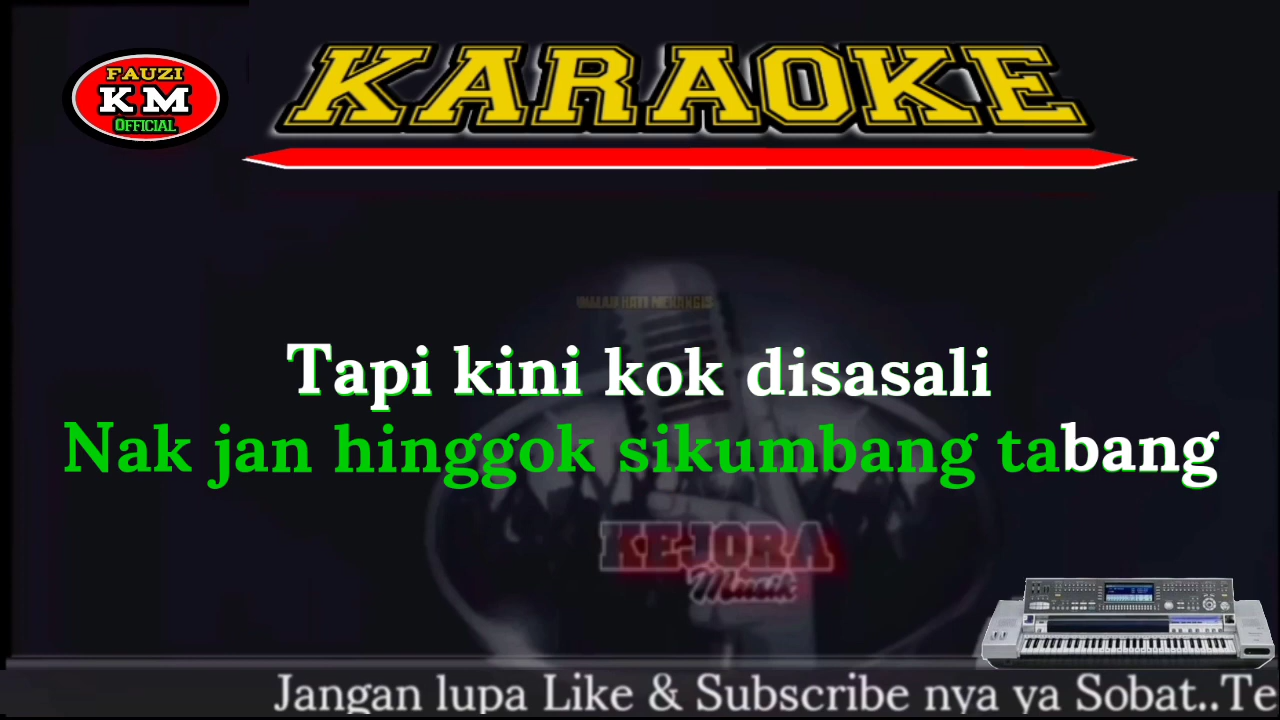 FAUZI
KM
OFFICIAL
KARAOKE
Tapi kini kok disasali
Nak jan hinggok sikumbang tabang
KEJORA
Musik
Jangan lupa Like & Subscribe nya ya Sobat..Te